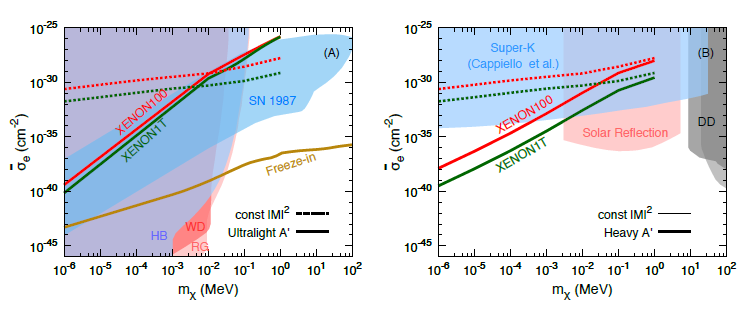 10⁻²⁵
10⁻³⁰
10⁻³⁵
10⁻⁴⁰
10⁻⁴⁵
σ̄e (cm⁻²)
(A)
SN 1987
XENON100
XENON1T
Freeze-in
HB
WD
RG
const IMI²
Ultralight A'
10⁻⁶ 10⁻⁵ 10⁻⁴ 10⁻³ 10⁻² 10⁻¹ 10⁰ 10¹ 10²
mχ (MeV)
10⁻²⁵
10⁻³⁰
10⁻³⁵
10⁻⁴⁰
10⁻⁴⁵
σ̄e (cm⁻²)
(B)
Super-K
(Cappiello et al.)
XENON100
XENON1T
Solar Reflection
DD
const IMI²
Heavy A'
10⁻⁶ 10⁻⁵ 10⁻⁴ 10⁻³ 10⁻² 10⁻¹ 10⁰ 10¹ 10²
mχ (MeV)